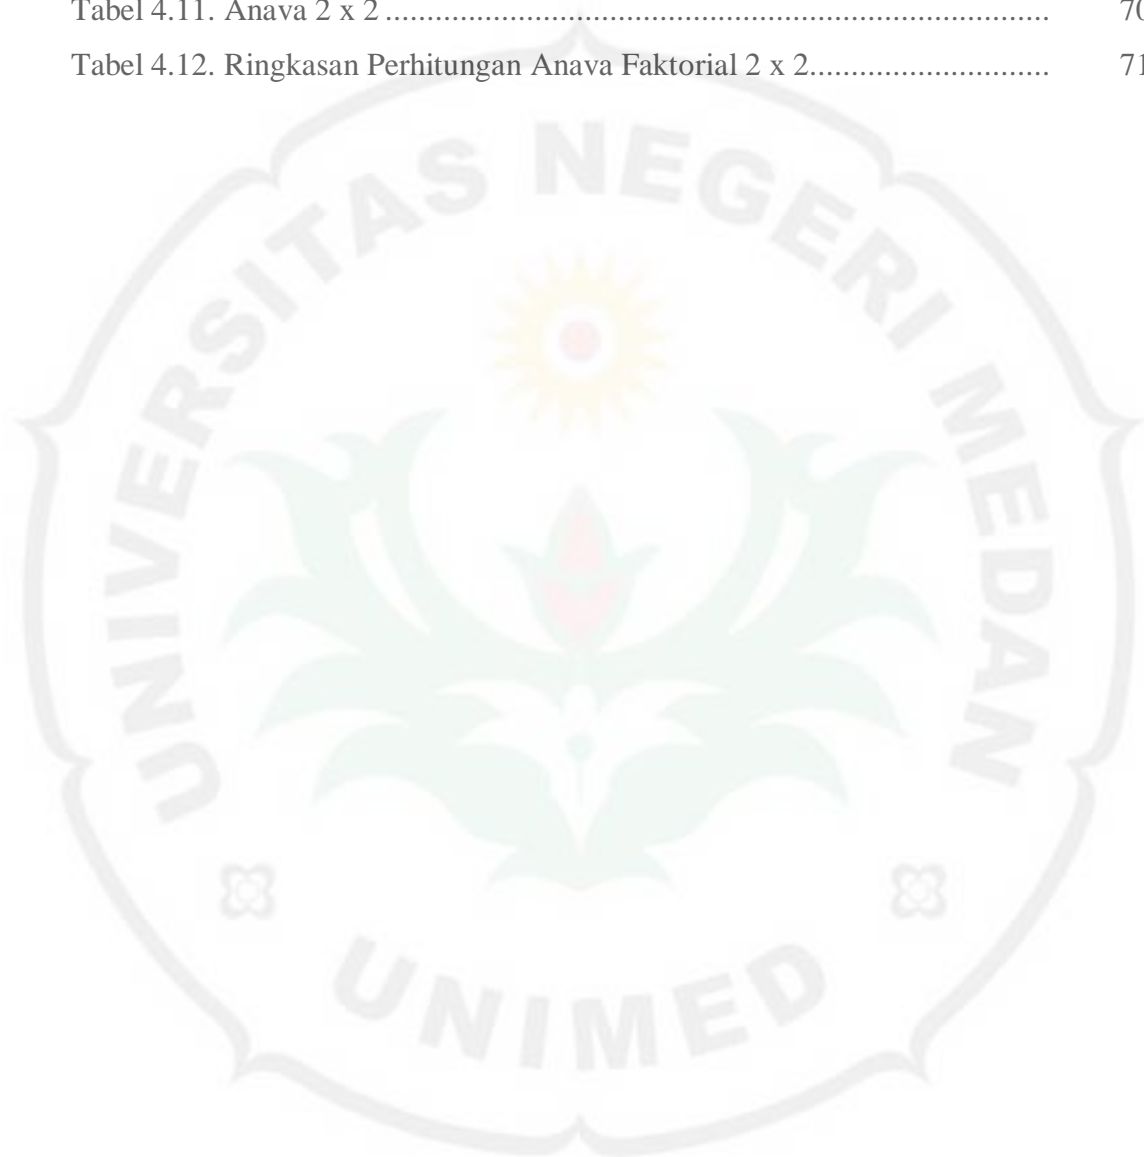 Tabel 4.11. Anava 2 x 2 ........................................................................... 70
Tabel 4.12. Ringkasan Perhitungan Anava Faktorial 2 x 2........................... 71
UNIVERSITAS NEGERI MEDAN
UNIMED